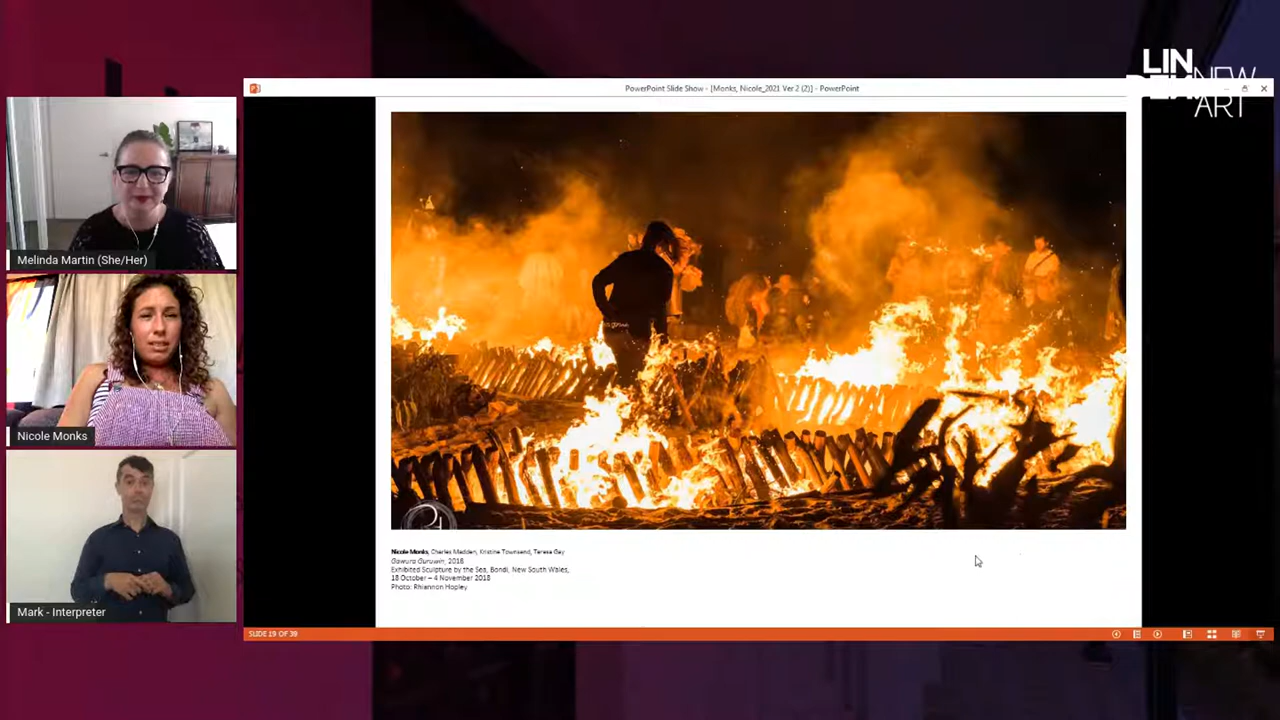 LIN
NEW
ART
PowerPoint Slide Show - [Monks, Nicole_2021 Ver 2 (2)] - PowerPoint
Melinda Martin (She/Her)
Nicole Monks
Mark - Interpreter
Nicole Monks, Charles Madden, Kristine Townsend, Teresa Gay
Gawura Guruwin, 2018
Exhibited Sculpture by the Sea, Bondi, New South Wales,
18 October – 4 November 2018
Photo: Rhiannon Hopley
SLIDE 19 OF 39